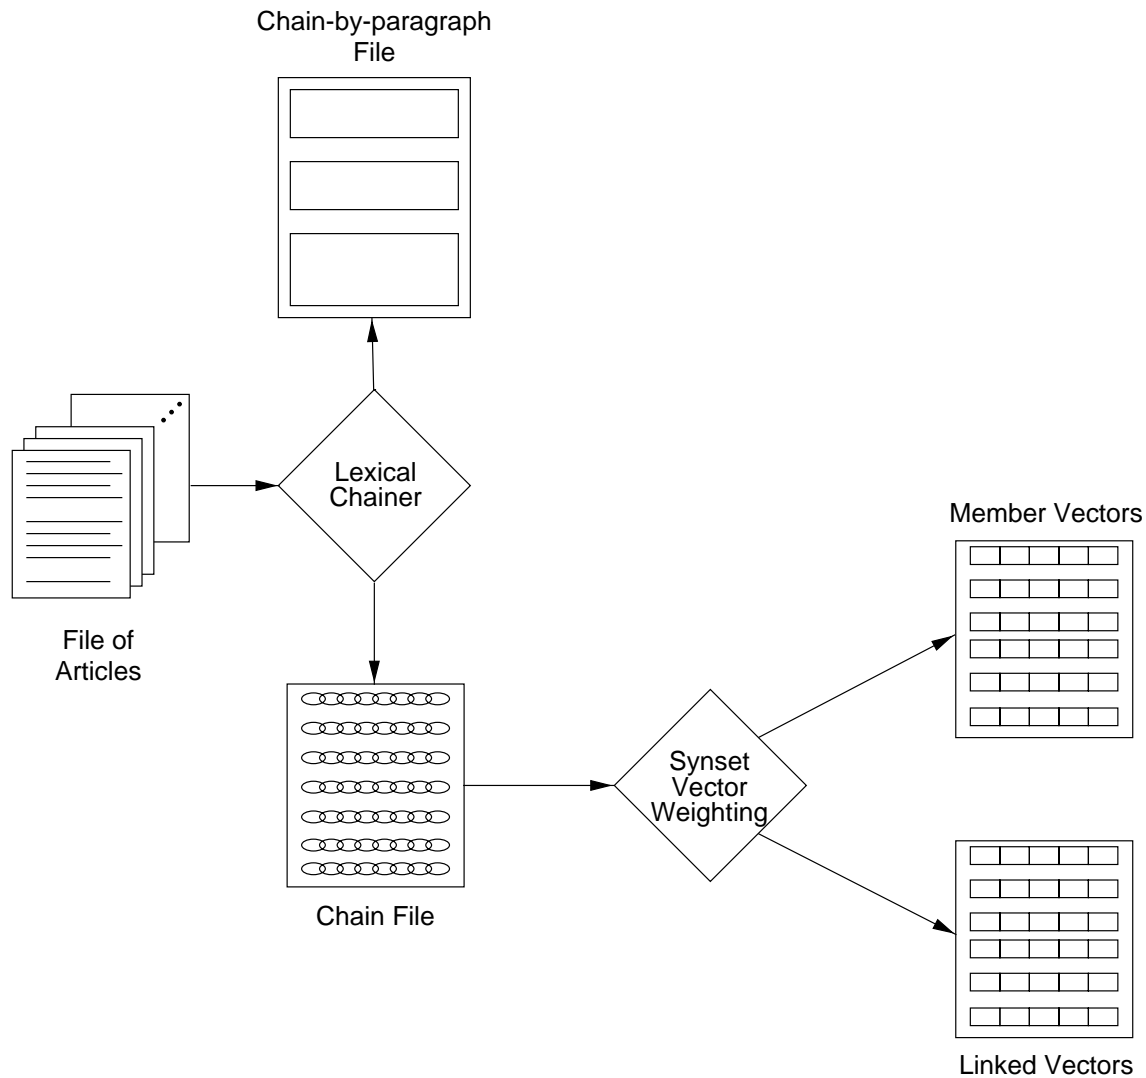 Chain-by-paragraph
File
Lexical
Chainer
File of
Articles
Member Vectors
Synset
Vector
Weighting
Chain File
Linked Vectors